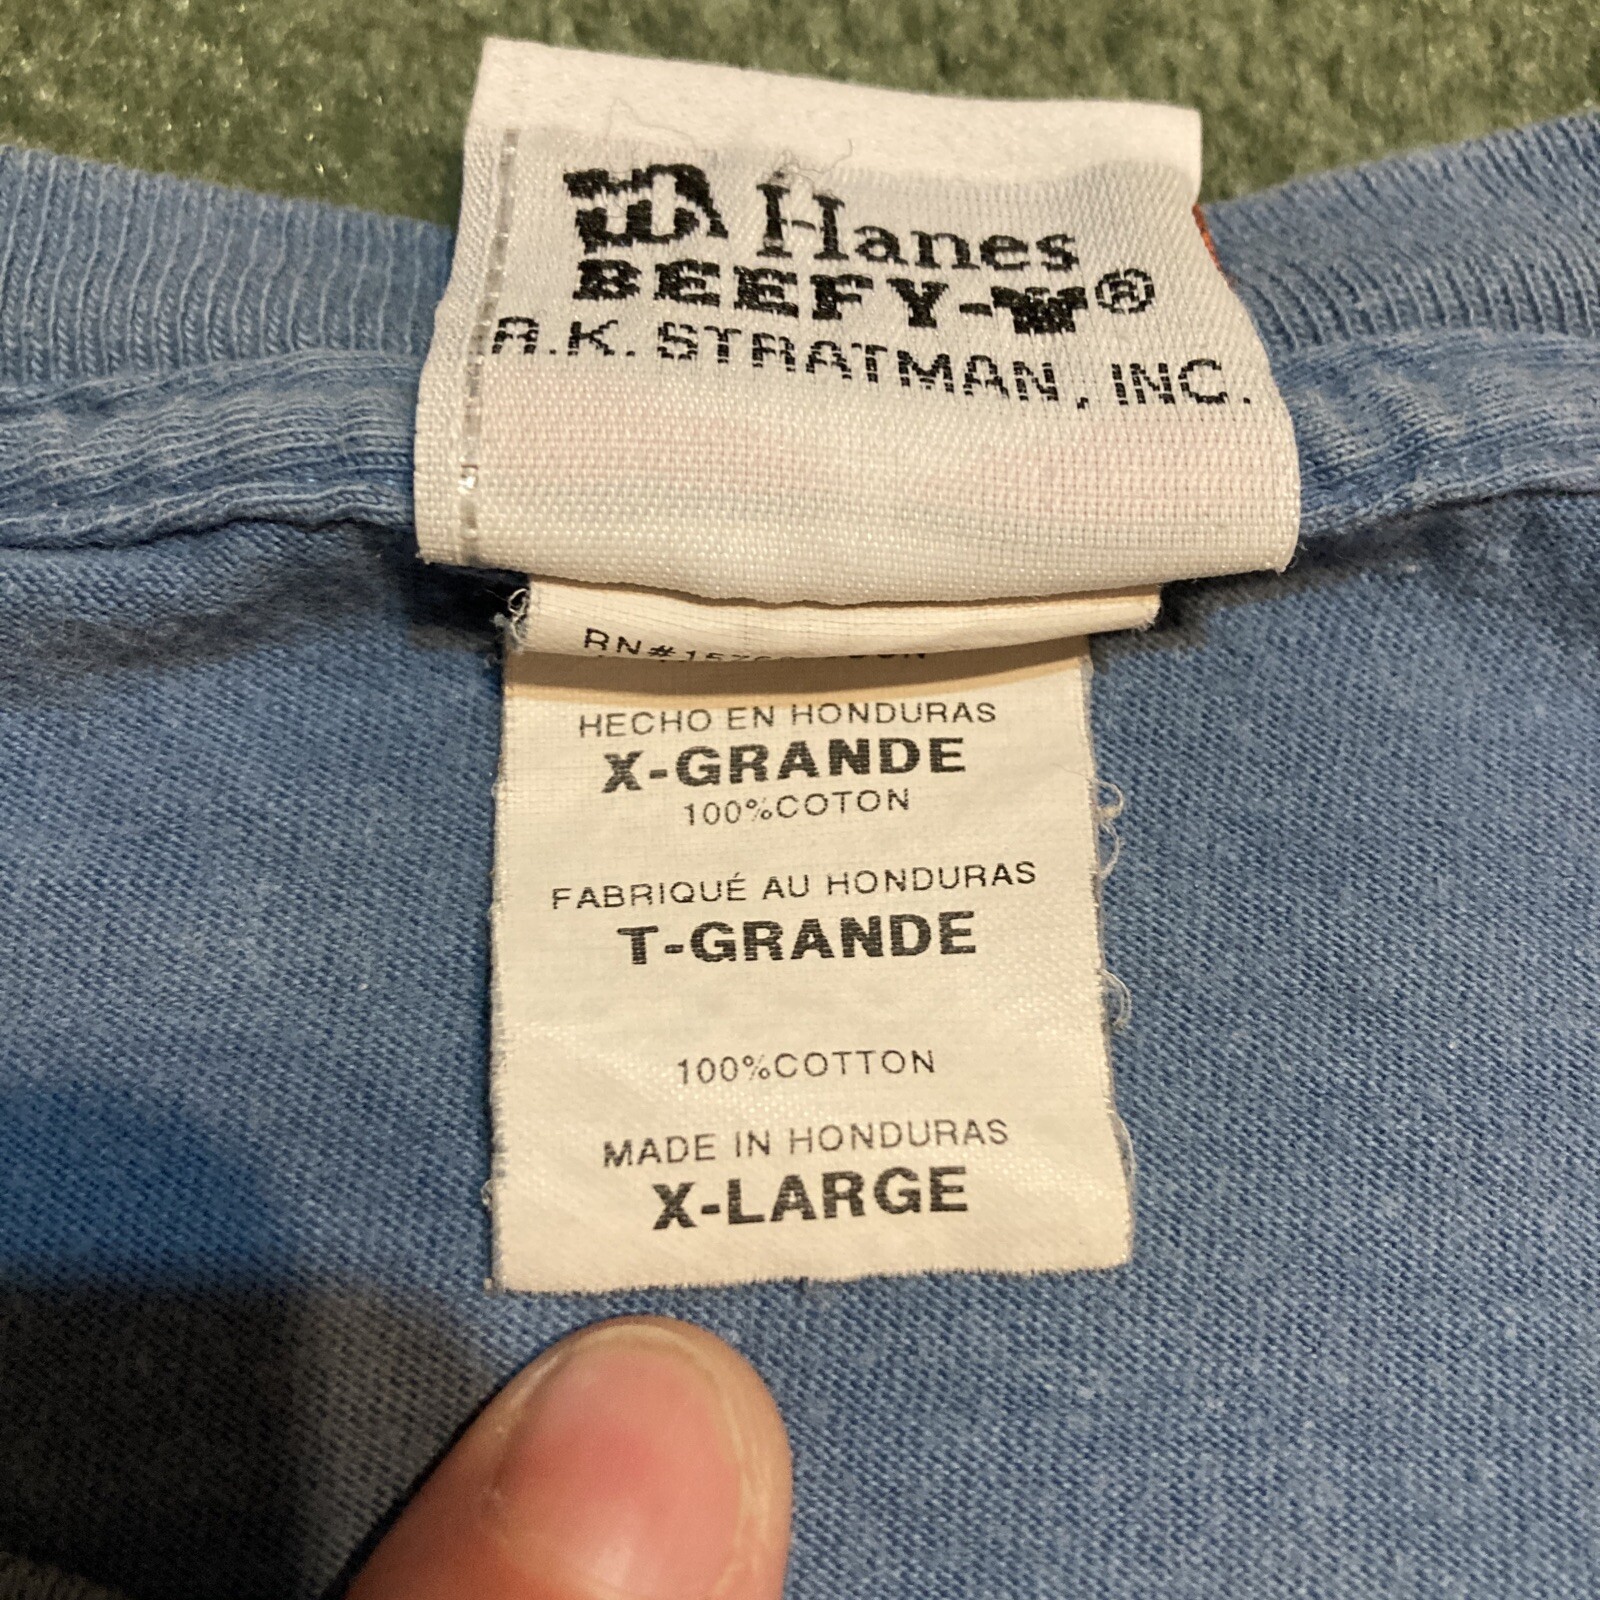 Hanes
BEEFY-T®
R.K. STRATMAN, INC.
RN#
HECHO EN HONDURAS
X-GRANDE
100%COTON
FABRIQUÉ AU HONDURAS
T-GRANDE
100%COTTON
MADE IN HONDURAS
X-LARGE